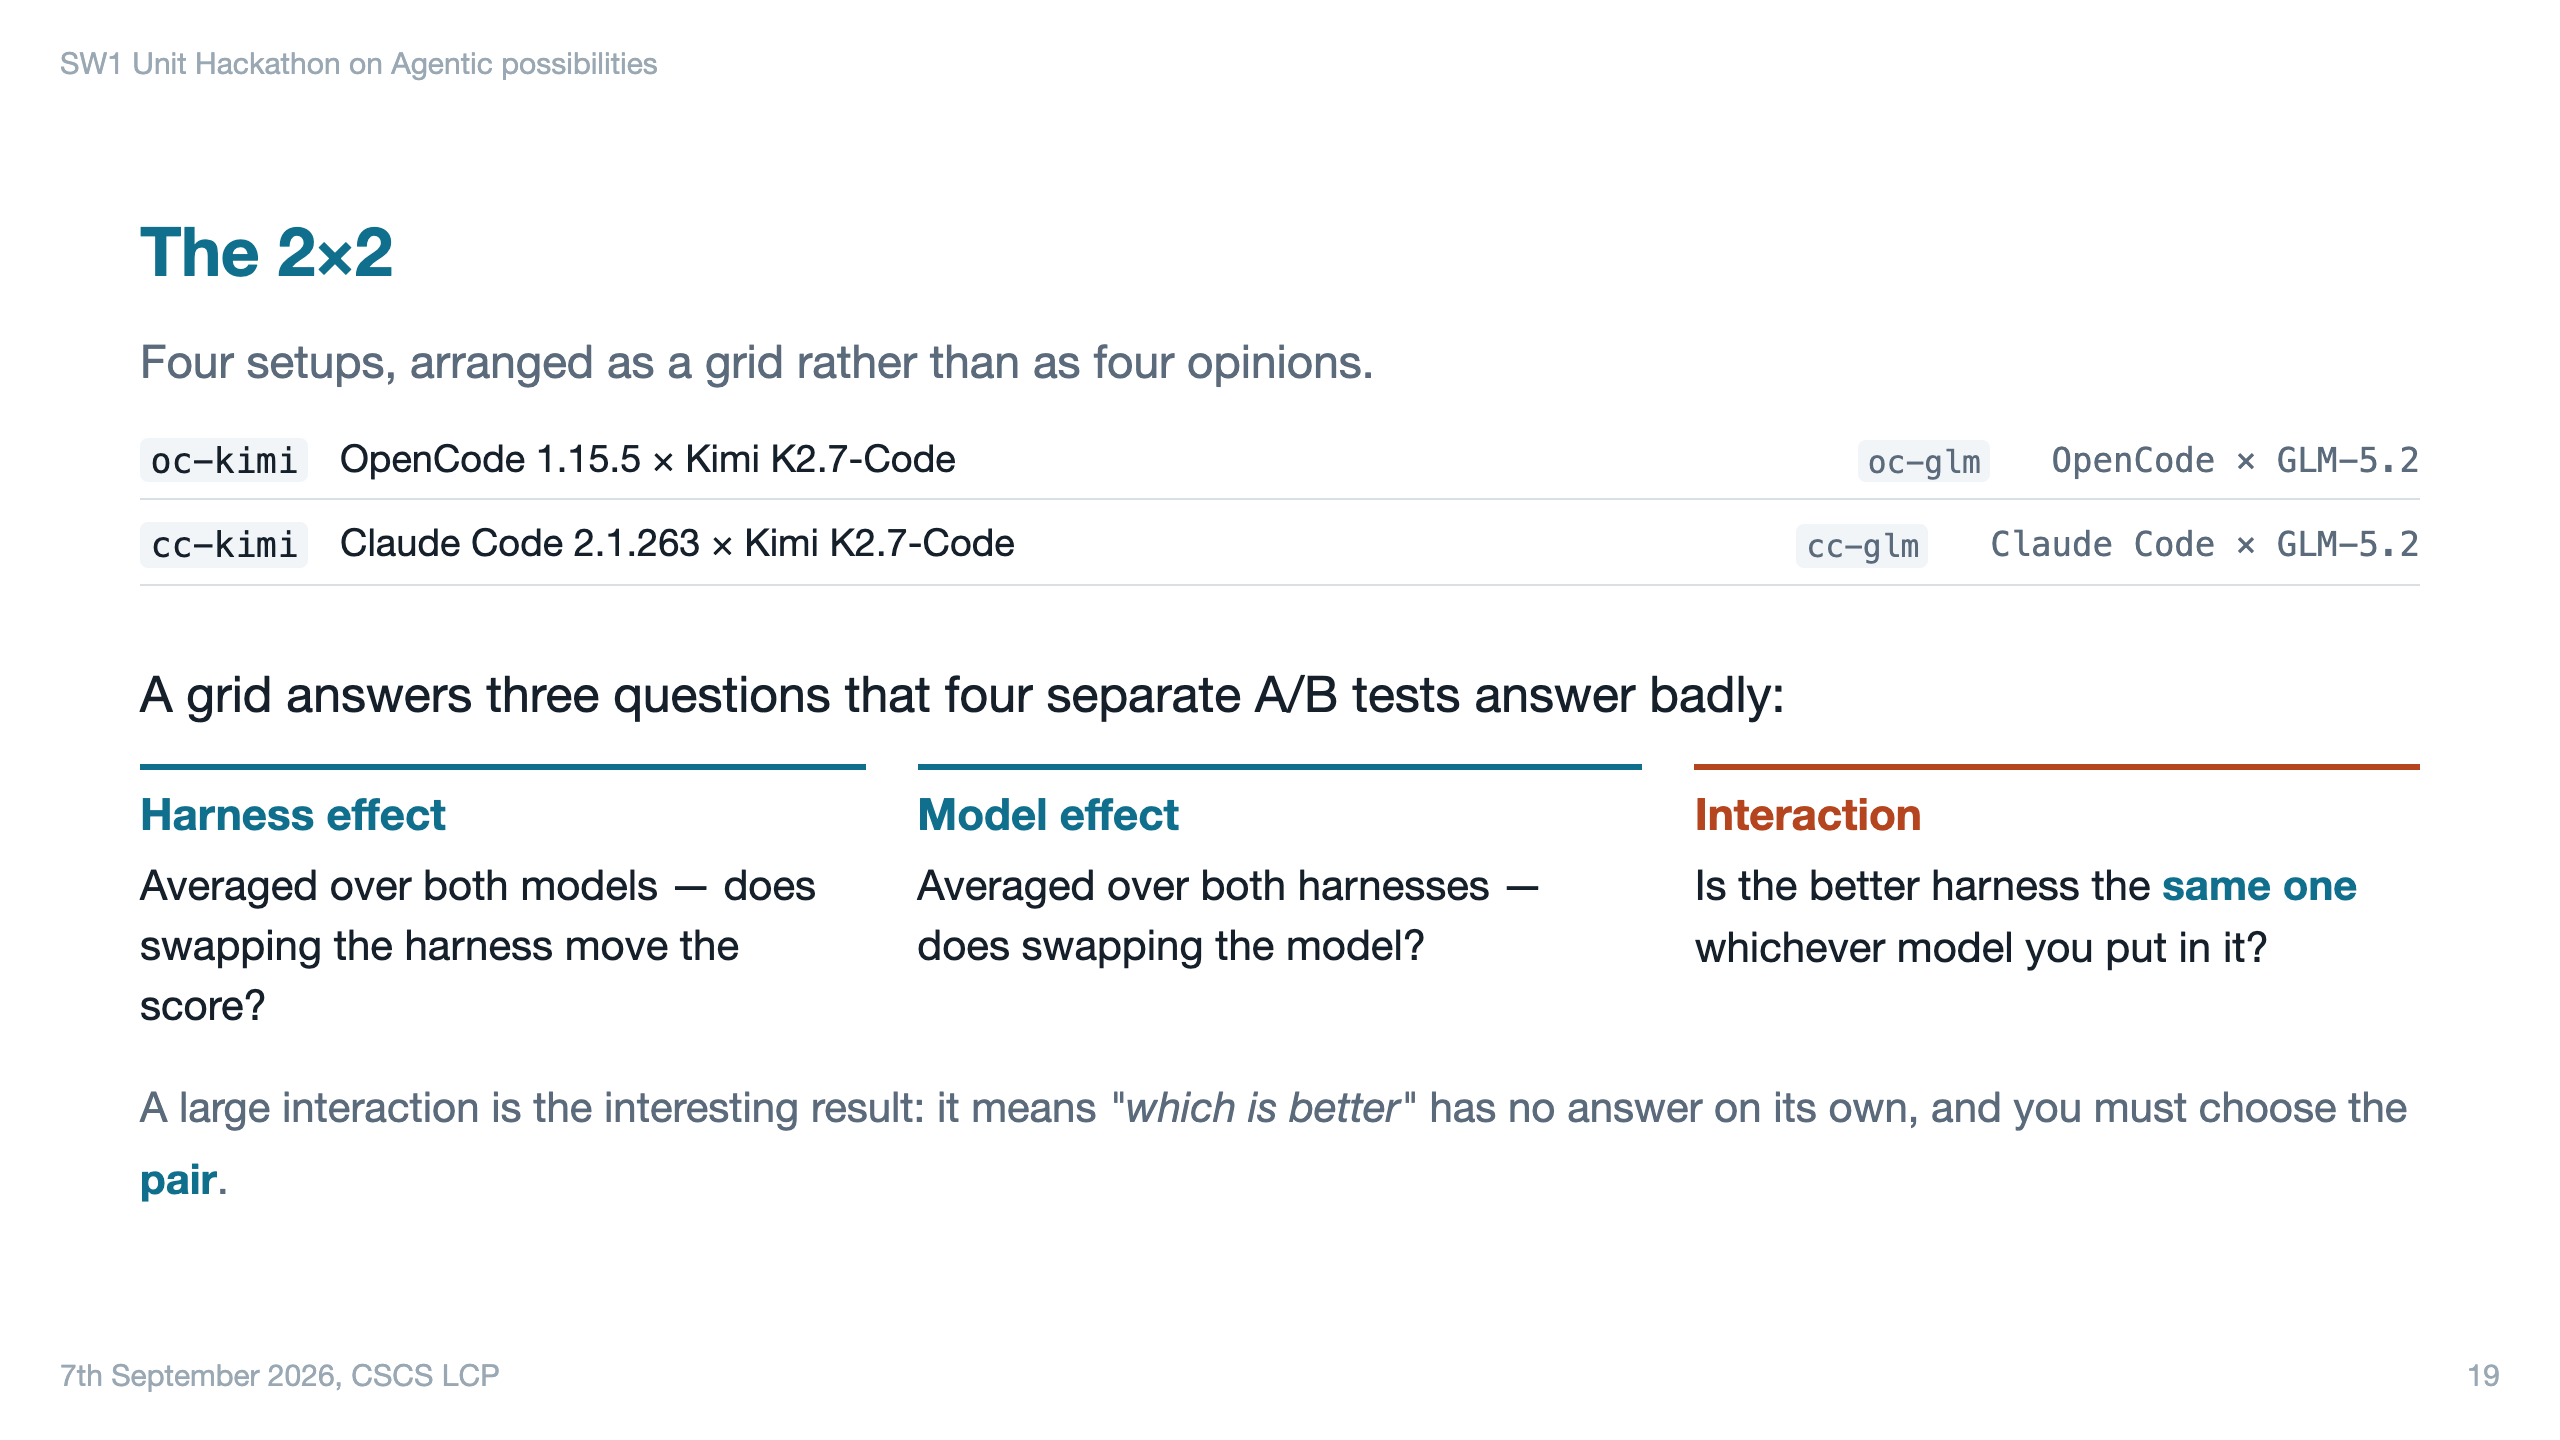 SW1 Unit Hackathon on Agentic possibilities
The 2×2
Four setups, arranged as a grid rather than as four opinions.
oc-kimi OpenCode 1.15.5 × Kimi K2.7-Code oc-glm OpenCode × GLM-5.2
cc-kimi Claude Code 2.1.263 × Kimi K2.7-Code cc-glm Claude Code × GLM-5.2
A grid answers three questions that four separate A/B tests answer badly:
Harness effect
Averaged over both models — does
swapping the harness move the
score?
Model effect
Averaged over both harnesses —
does swapping the model?
Interaction
Is the better harness the same one
whichever model you put in it?
A large interaction is the interesting result: it means "which is better" has no answer on its own, and you must choose the
pair.
7th September 2026, CSCS LCP
19